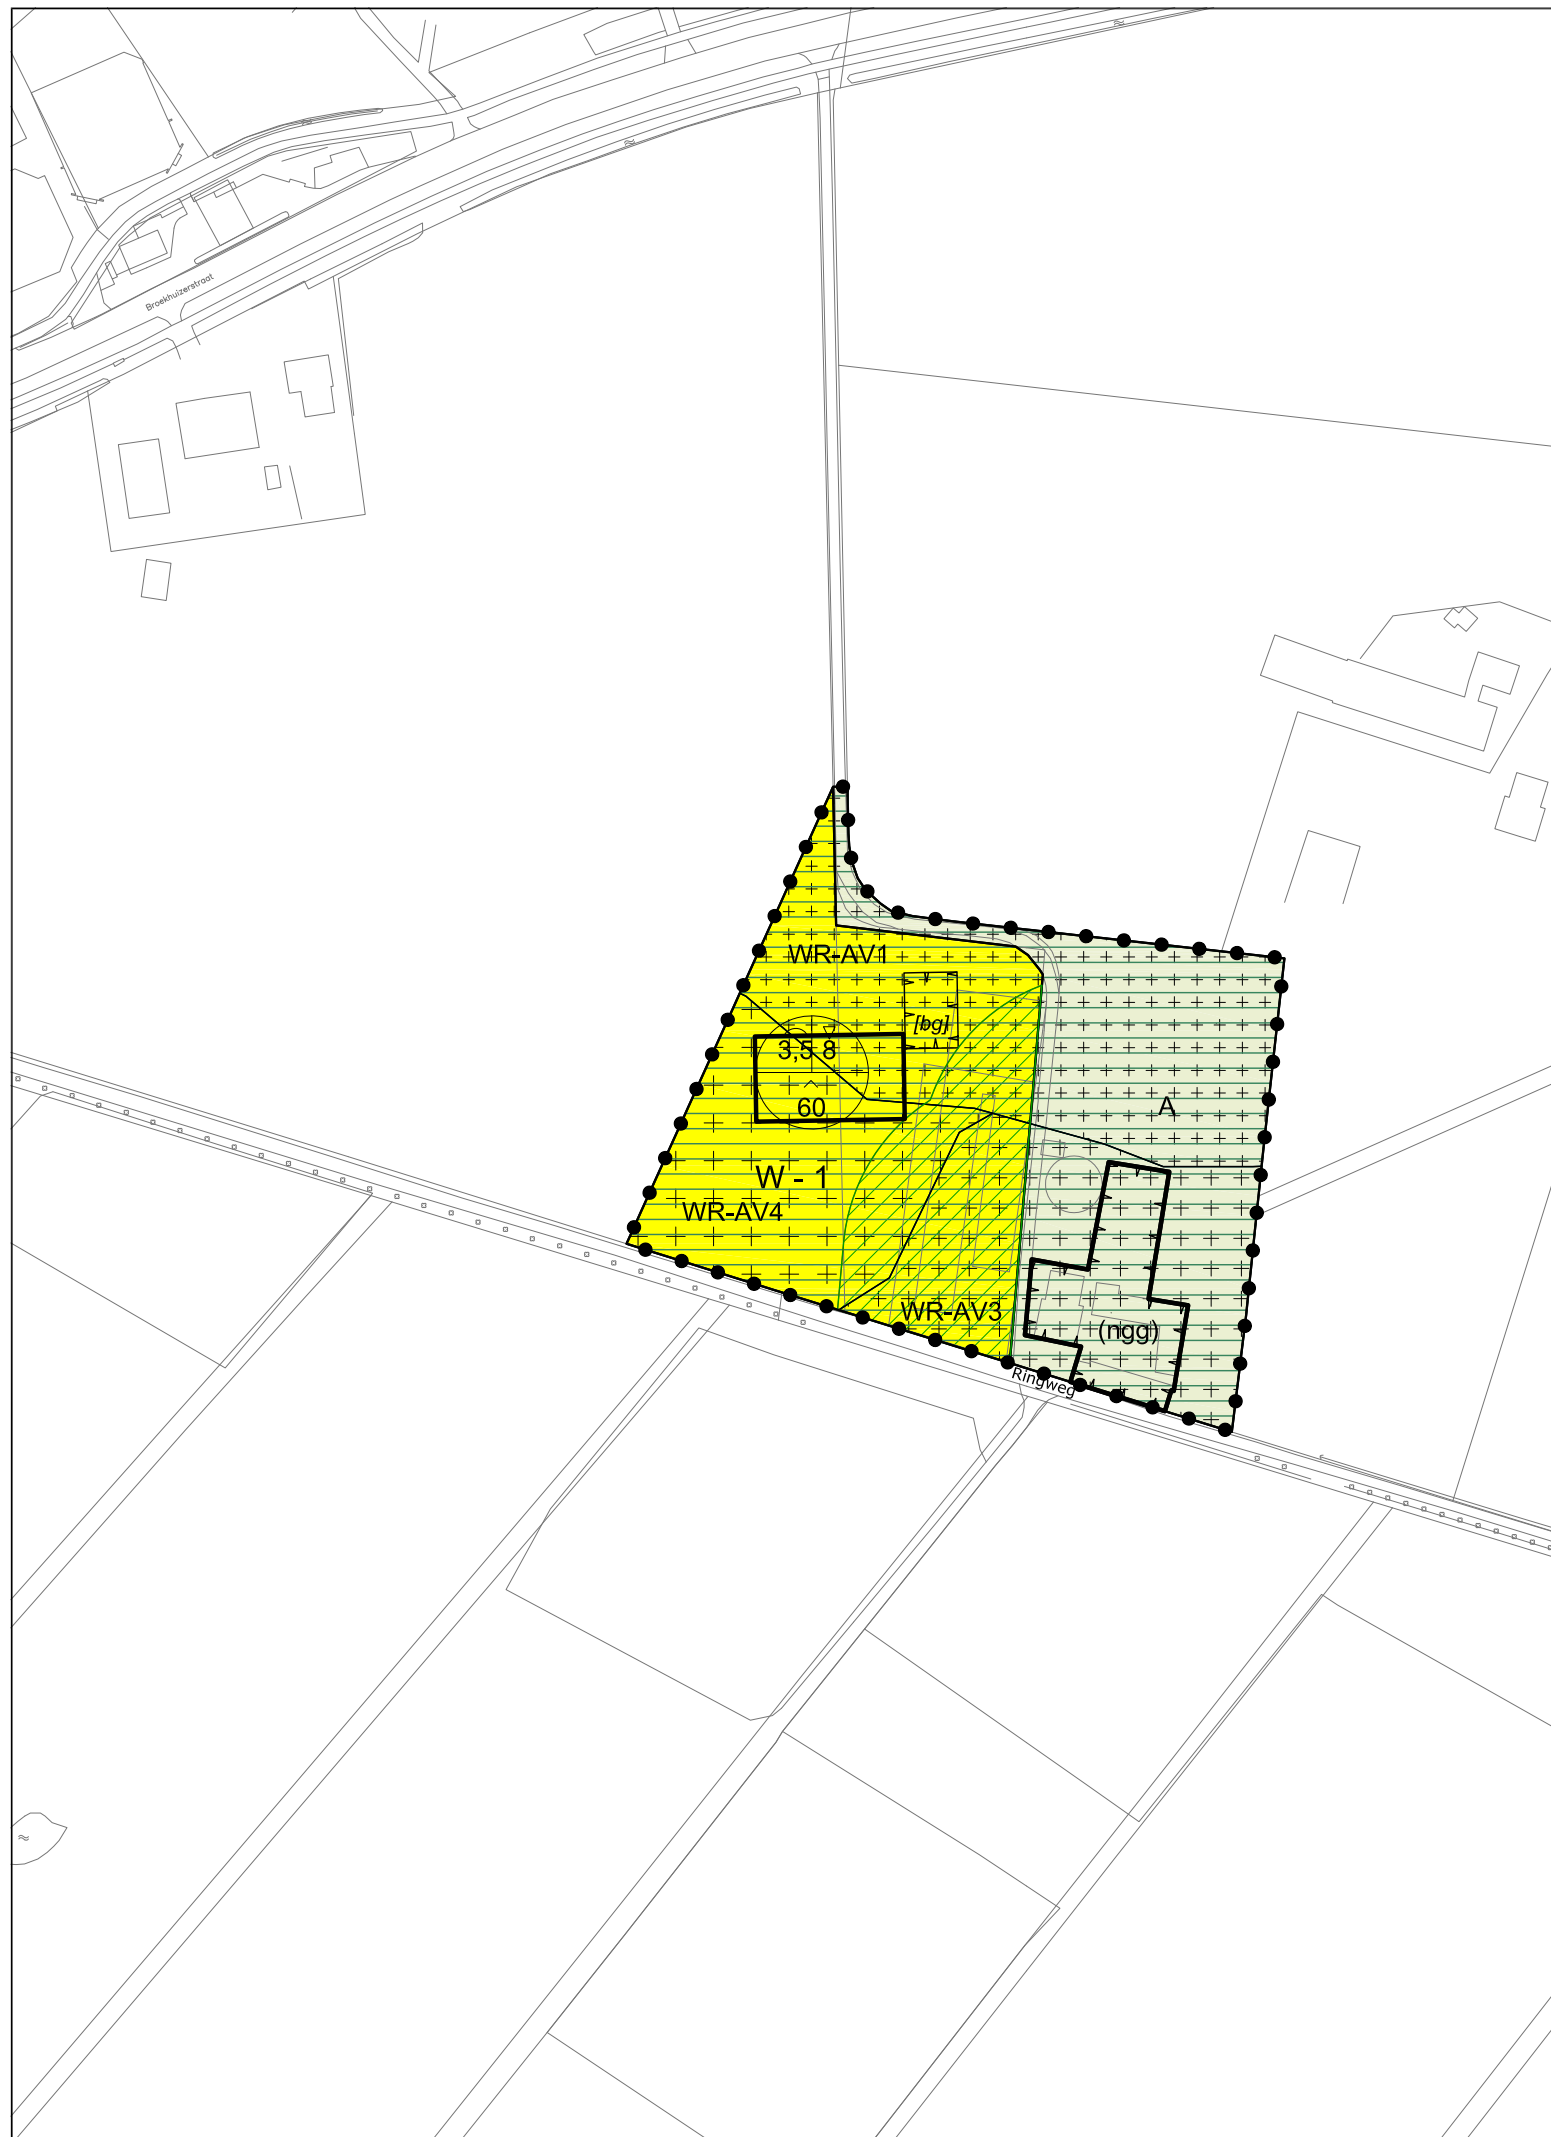 Broekhuizerstraat
WR-AV1
[bg]
3,5 8
60
A
W - 1
WR-AV4
WR-AV3
(ngg)
Ringweg